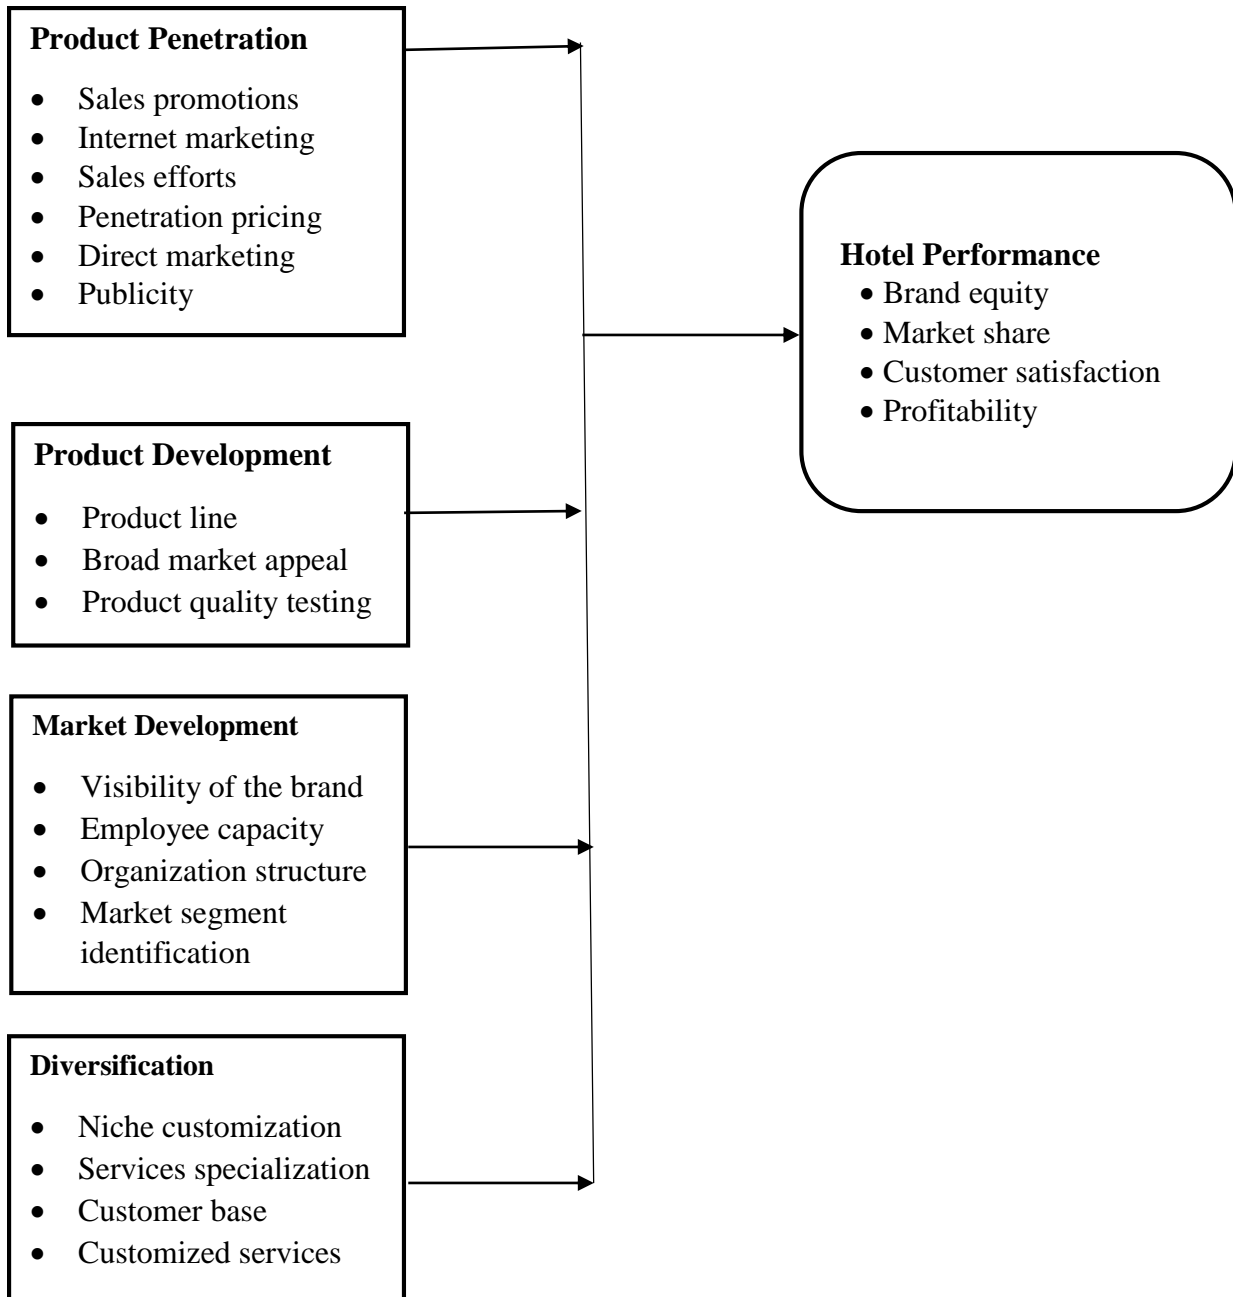 Product Penetration
• Sales promotions
• Internet marketing
• Sales efforts
• Penetration pricing
• Direct marketing
• Publicity
Product Development
• Product line
• Broad market appeal
• Product quality testing
Market Development
• Visibility of the brand
• Employee capacity
• Organization structure
• Market segment
identification
Diversification
• Niche customization
• Services specialization
• Customer base
• Customized services
Hotel Performance
• Brand equity
• Market share
• Customer satisfaction
• Profitability